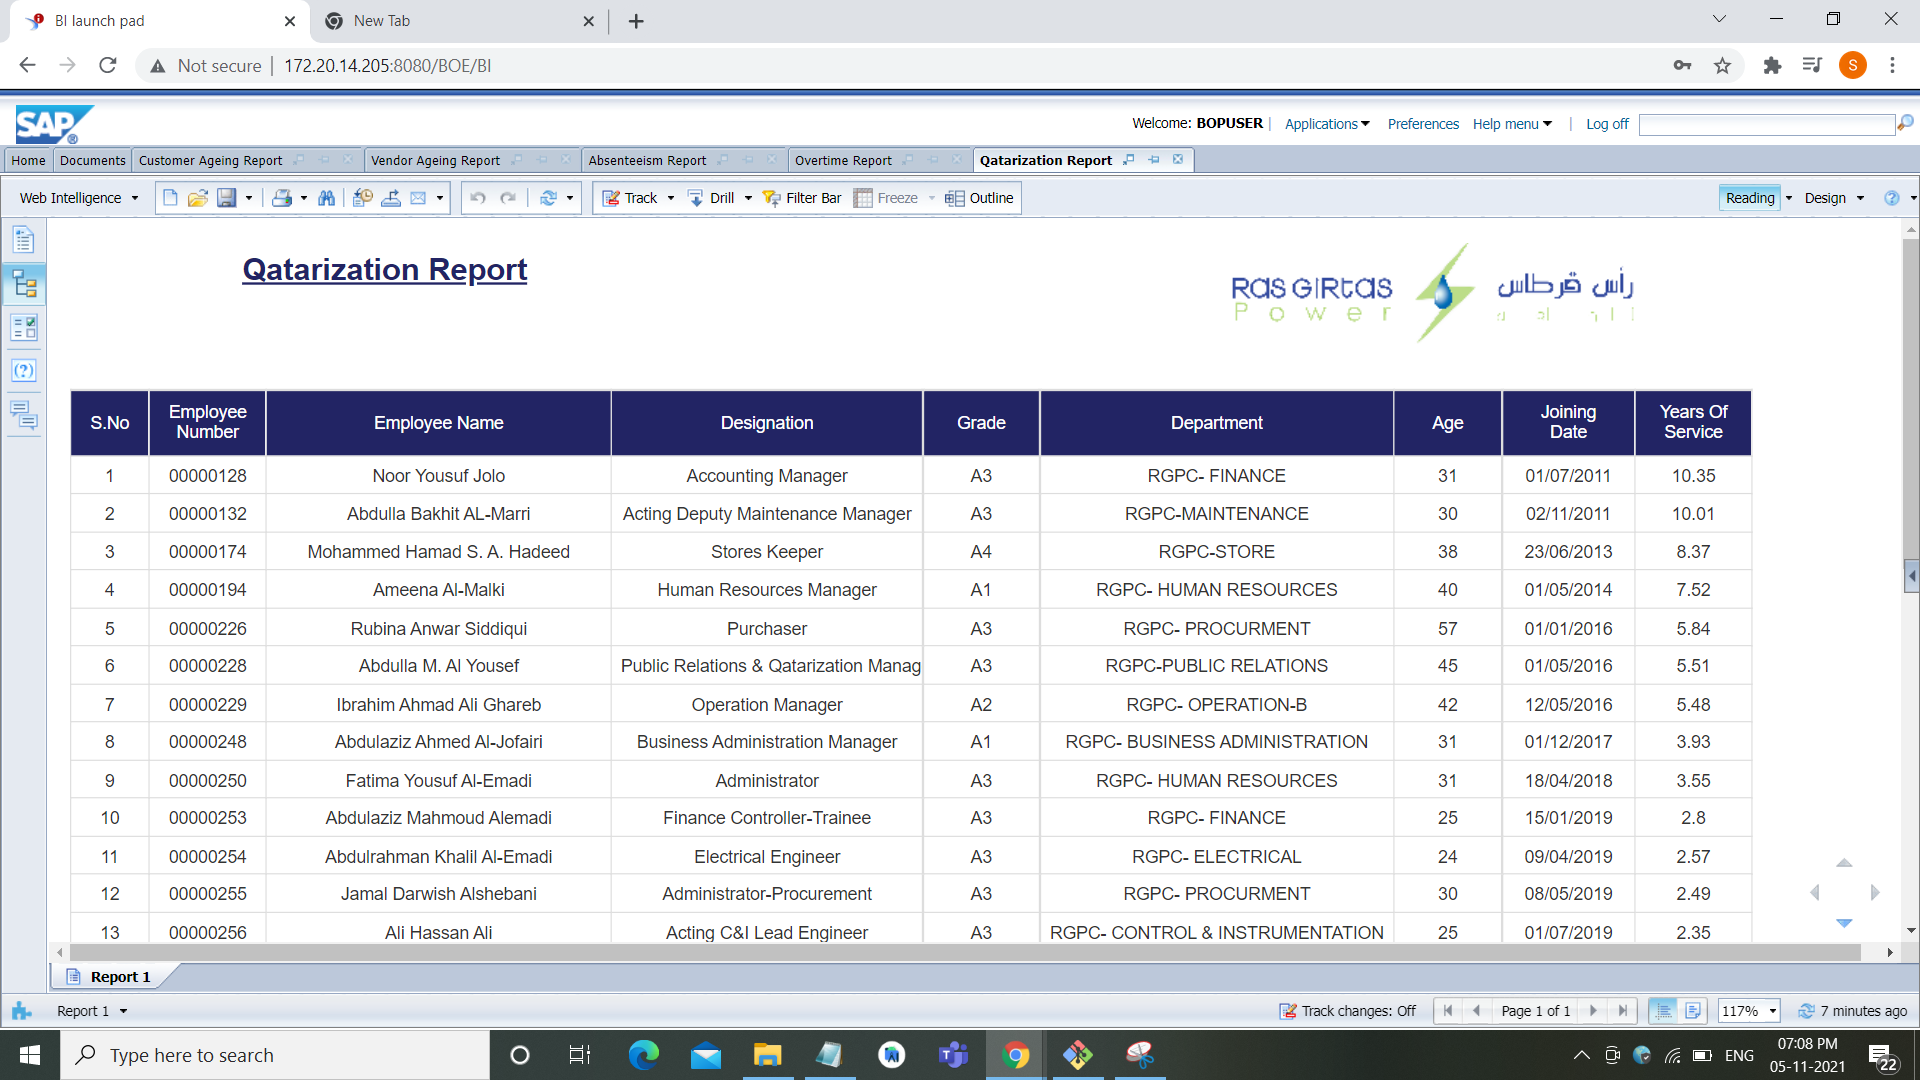 BI launch pad
New Tab
Not secure
172.20.14.205:8080/BOE/BI
S
SAP
Welcome: BOPUSER
Applications
Preferences
Help menu
Log off
Home
Documents
Customer Ageing Report
Vendor Ageing Report
Absenteeism Report
Overtime Report
Qatarization Report
Web Intelligence
Track
Drill
Filter Bar
Freeze
Outline
Reading
Design
Qatarization Report
Ras Girtas
Power
رأس قرطاس
S.No Employee Number Employee Name Designation Grade Department Age Joining Date Years Of Service
1 00000128 Noor Yousuf Jolo Accounting Manager A3 RGPC- FINANCE 31 01/07/2011 10.35
2 00000132 Abdulla Bakhit AL-Marri Acting Deputy Maintenance Manager A3 RGPC-MAINTENANCE 30 02/11/2011 10.01
3 00000174 Mohammed Hamad S. A. Hadeed Stores Keeper A4 RGPC-STORE 38 23/06/2013 8.37
4 00000194 Ameena Al-Malki Human Resources Manager A1 RGPC- HUMAN RESOURCES 40 01/05/2014 7.52
5 00000226 Rubina Anwar Siddiqui Purchaser A3 RGPC- PROCURMENT 57 01/01/2016 5.84
6 00000228 Abdulla M. Al Yousef Public Relations & Qatarization Manag A3 RGPC-PUBLIC RELATIONS 45 01/05/2016 5.51
7 00000229 Ibrahim Ahmad Ali Ghareb Operation Manager A2 RGPC- OPERATION-B 42 12/05/2016 5.48
8 00000248 Abdulaziz Ahmed Al-Jofairi Business Administration Manager A1 RGPC- BUSINESS ADMINISTRATION 31 01/12/2017 3.93
9 00000250 Fatima Yousuf Al-Emadi Administrator A3 RGPC- HUMAN RESOURCES 31 18/04/2018 3.55
10 00000253 Abdulaziz Mahmoud Alemadi Finance Controller-Trainee A3 RGPC- FINANCE 25 15/01/2019 2.8
11 00000254 Abdulrahman Khalil Al-Emadi Electrical Engineer A3 RGPC- ELECTRICAL 24 09/04/2019 2.57
12 00000255 Jamal Darwish Alshebani Administrator-Procurement A3 RGPC- PROCURMENT 30 08/05/2019 2.49
13 00000256 Ali Hassan Ali Acting C&I Lead Engineer A3 RGPC- CONTROL & INSTRUMENTATION 25 01/07/2019 2.35
Report 1
Report 1
Track changes: Off
Page 1 of 1
117%
7 minutes ago
Type here to search
ENG
07:08 PM
05-11-2021
22